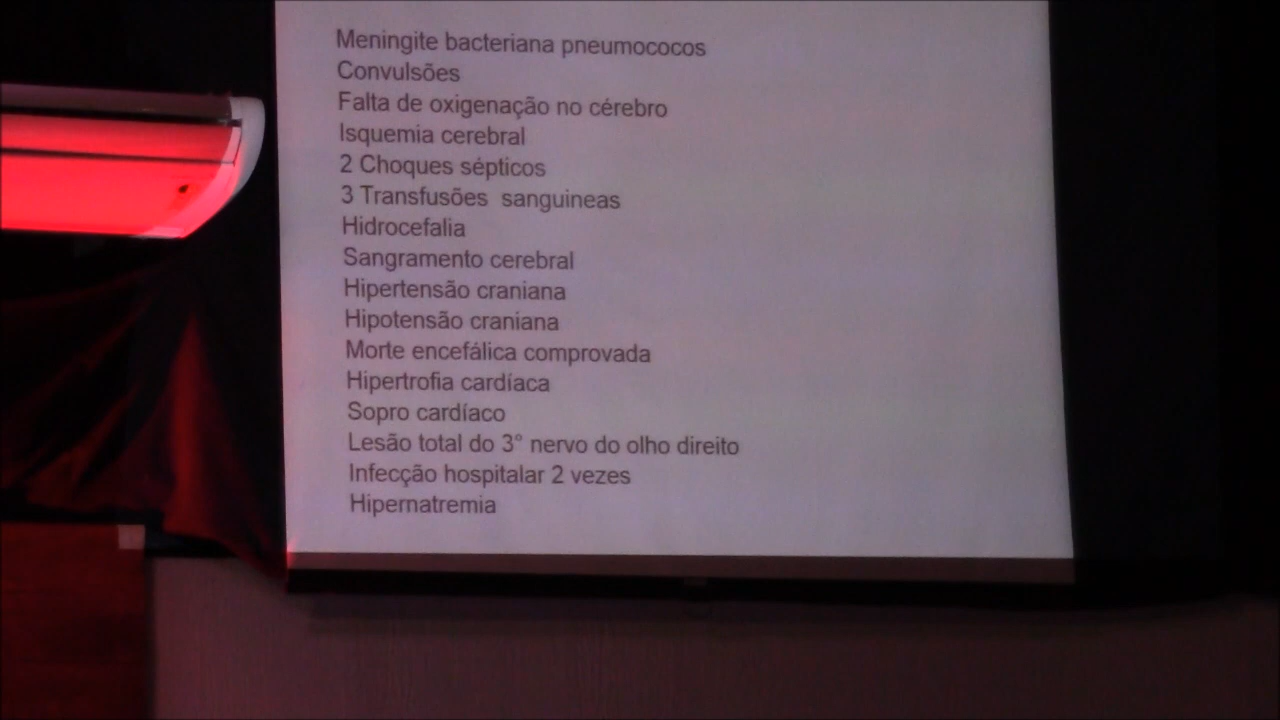 Meningite bacteriana pneumococos
Convulsões
Falta de oxigenação no cérebro
Isquemia cerebral
2 Choques sépticos
3 Transfusões  sanguineas
Hidrocefalia
Sangramento cerebral
Hipertensão craniana
Hipotensão craniana
Morte encefálica comprovada
Hipertrofia cardíaca
Sopro cardíaco
Lesão total do 3° nervo do olho direito
Infecção hospitalar 2 vezes
Hipernatremia